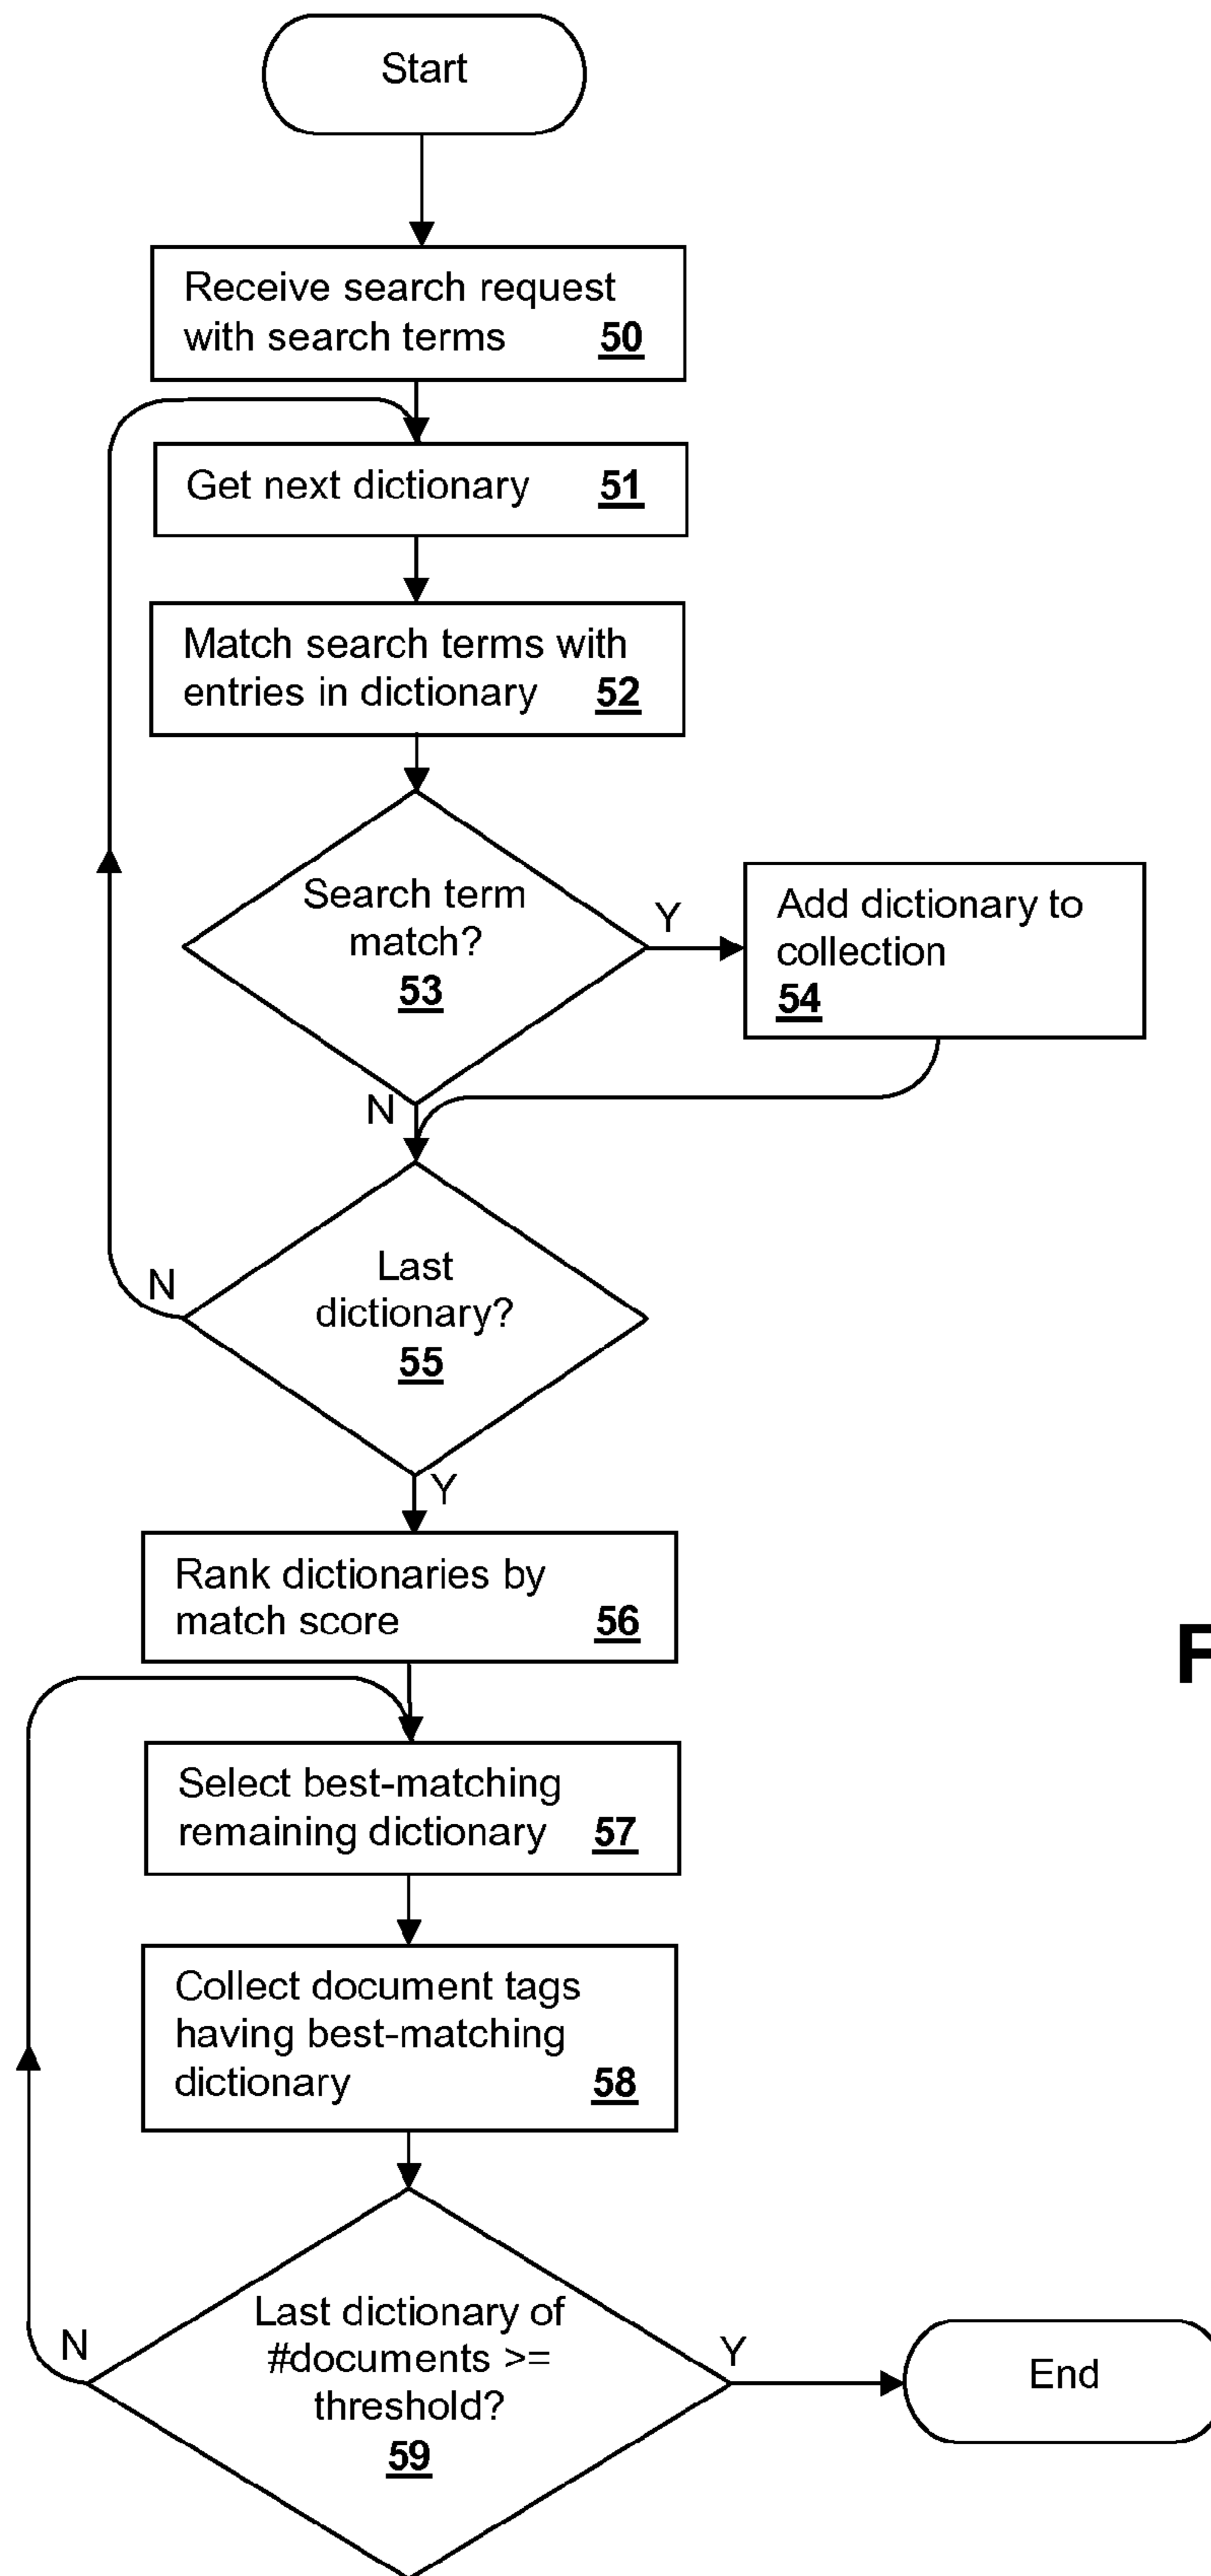 Start
Receive search request
with search terms 50
Get next dictionary 51
Match search terms with
entries in dictionary 52
Search term
match?
53
Y
Add dictionary to
collection
54
N
Last
dictionary?
55
N
Y
Rank dictionaries by
match score 56
F
Select best-matching
remaining dictionary 57
Collect document tags
having best-matching
dictionary 58
Last dictionary of
#documents >=
threshold?
59
N
Y
End